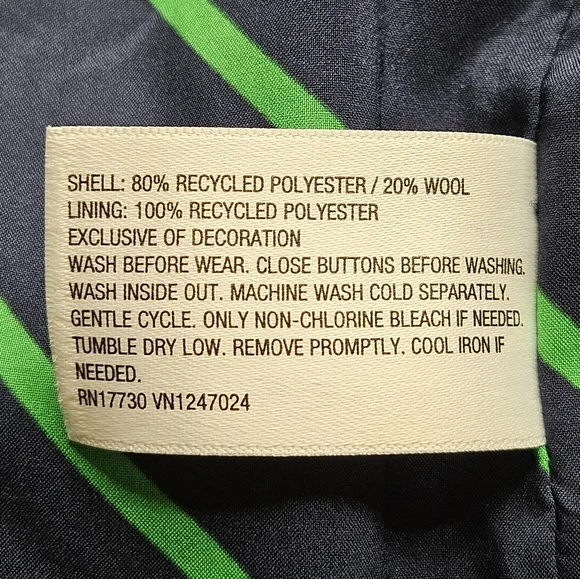 SHELL: 80% RECYCLED POLYESTER / 20% WOOL
LINING: 100% RECYCLED POLYESTER
EXCLUSIVE OF DECORATION
WASH BEFORE WEAR. CLOSE BUTTONS BEFORE WASHING.
WASH INSIDE OUT. MACHINE WASH COLD SEPARATELY.
GENTLE CYCLE. ONLY NON-CHLORINE BLEACH IF NEEDED.
TUMBLE DRY LOW. REMOVE PROMPTLY. COOL IRON IF
NEEDED.
RN17730 VN1247024